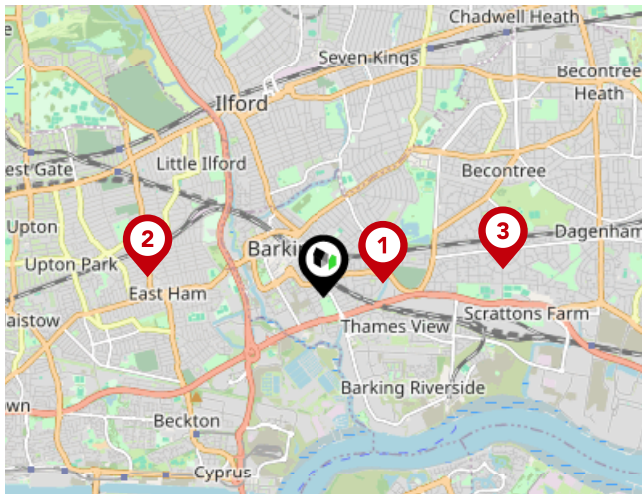 Chadwell Heath
Seven Kings
Becontree
Heath
Ilford
Little Ilford
est Gate
Becontree
Upton
2
1
3
Barkin
Dagenham
Upton Park
East Ham
aistow
Thames View
Scrattons Farm
Barking Riverside
own
Beckton
Cyprus